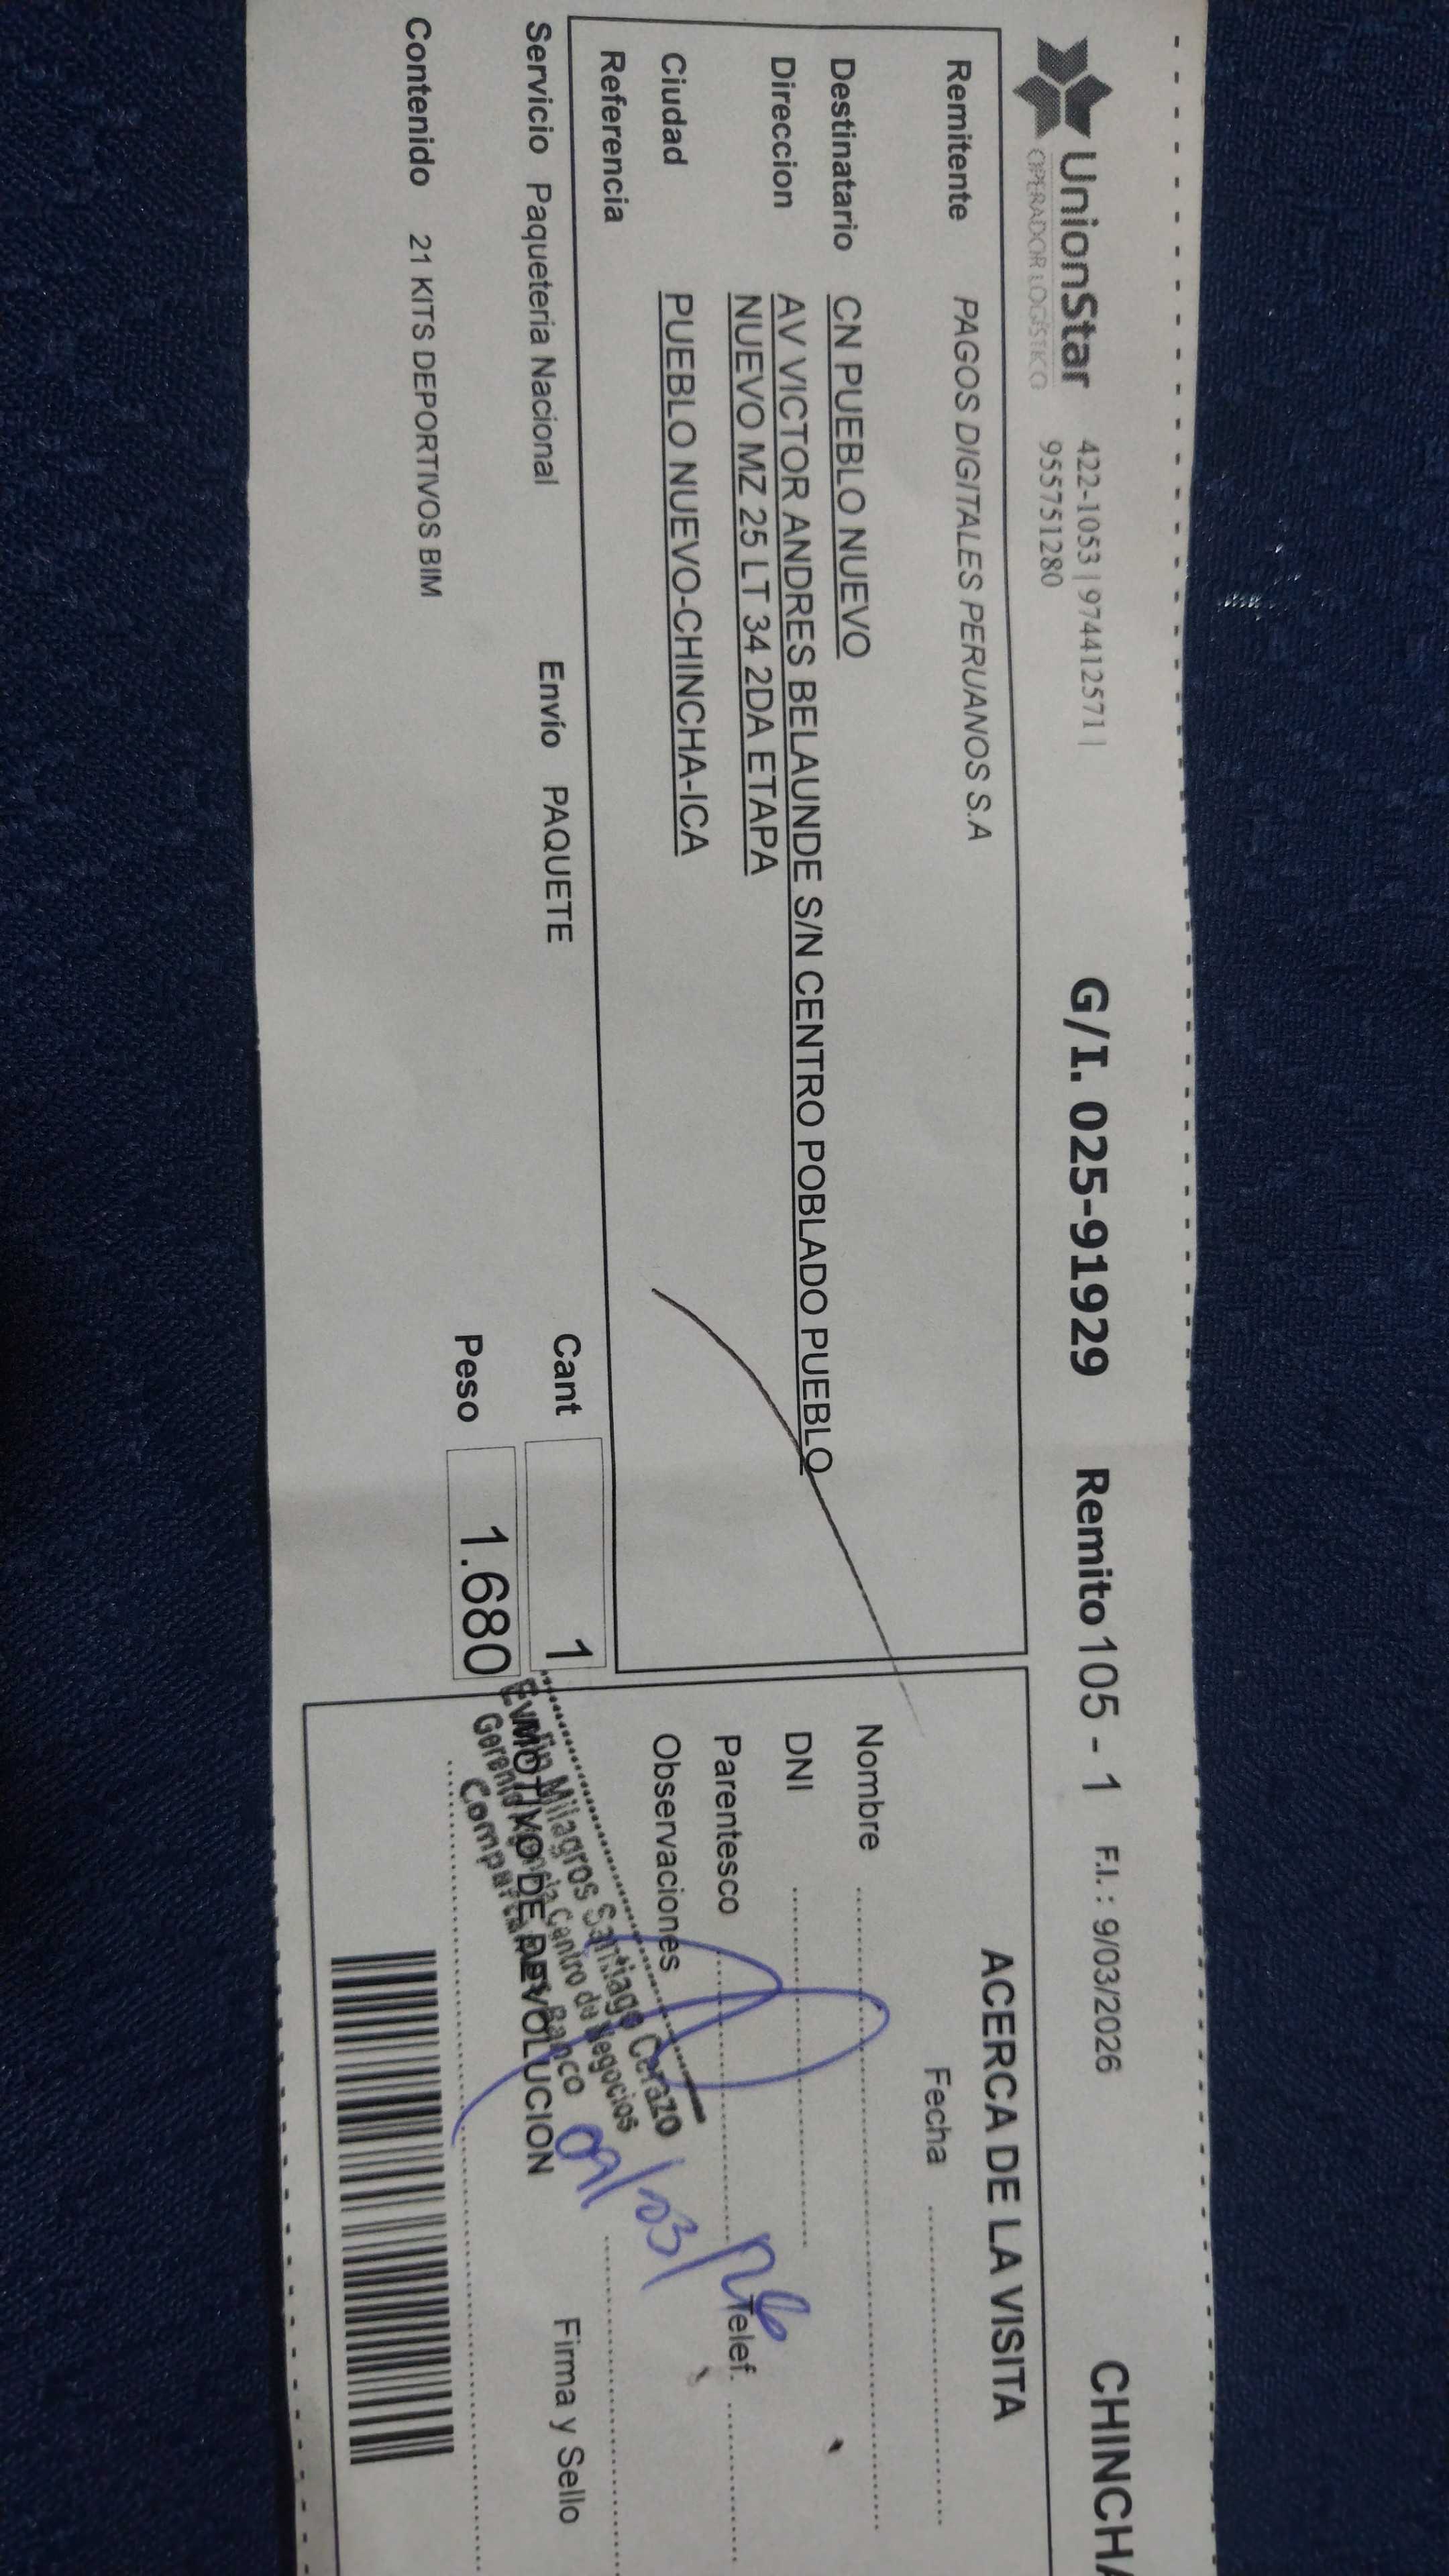 UnionStar
OPERADOR LOGÍSTICO
422-1053 | 974412571 |
955751280
G/I. 025-91929
Remito 105 - 1
F.I. : 9/03/2026
CHINCHA
Remitente PAGOS DIGITALES PERUANOS S.A
Destinatario CN PUEBLO NUEVO
Direccion AV VICTOR ANDRES BELAUNDE S/N CENTRO POBLADO PUEBLO
NUEVO MZ 25 LT 34 2DA ETAPA
Ciudad PUEBLO NUEVO-CHINCHA-ICA
Referencia
Servicio Paqueteria Nacional
Envío PAQUETE
Cant 1
Peso 1.680
Contenido 21 KITS DEPORTIVOS BIM
ACERCA DE LA VISITA
Fecha
Nombre
DNI
Parentesco
Telef.
Observaciones
Milagros Santiago Cerazo
Centro de Negocios
Banco
09/03/26
MOTIVO DE DEVOLUCION
Firma y Sello